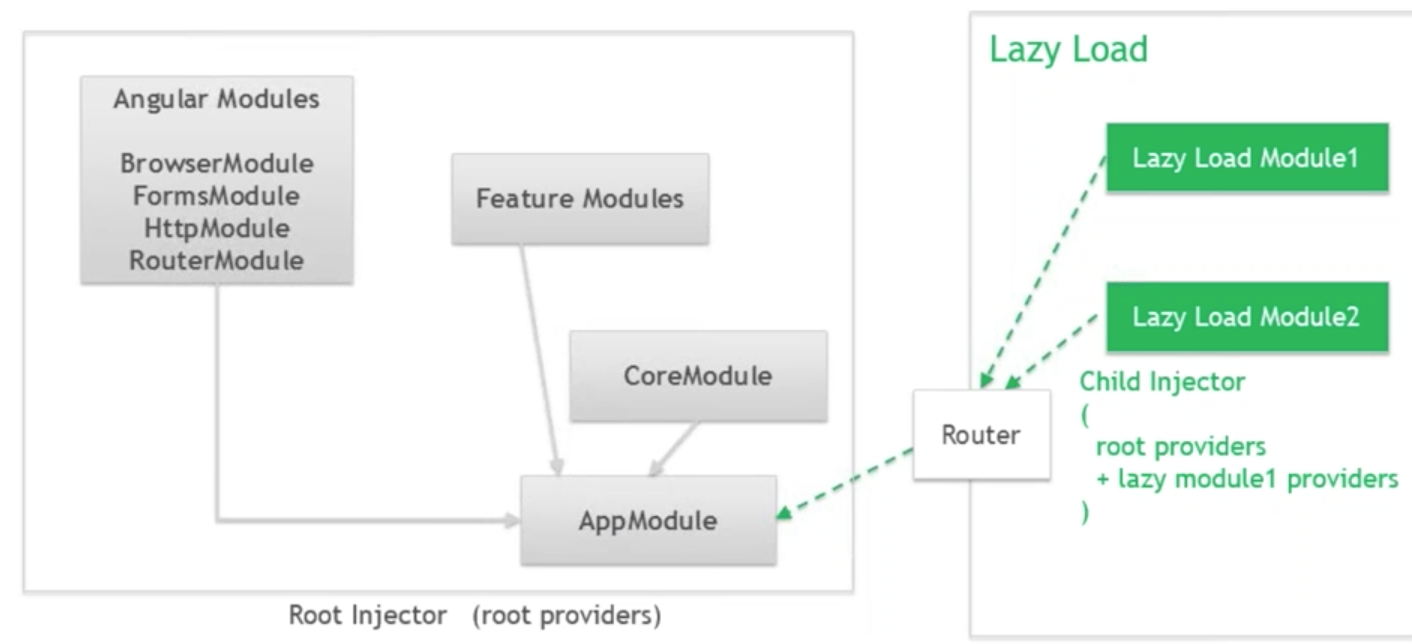 Angular Modules
BrowserModule
FormsModule
HttpModule
RouterModule
Feature Modules
CoreModule
AppModule
Root Injector (root providers)
Lazy Load
Lazy Load Module1
Lazy Load Module2
Router
Child Injector
(
root providers
+ lazy module1 providers
)